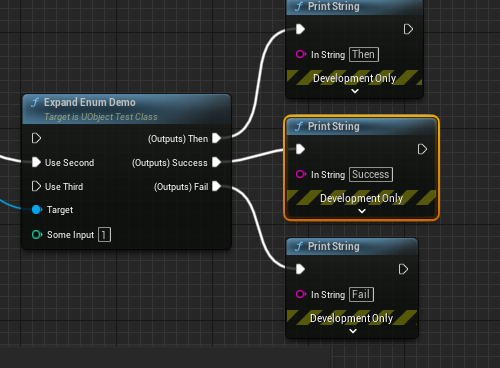 Print String
In String Then
Development Only
Expand Enum Demo
Target is UObject Test Class
(Outputs) Then
Use Second (Outputs) Success
Use Third (Outputs) Fail
Target
Some Input 1
Print String
In String Success
Development Only
Print String
In String Fail
Development Only